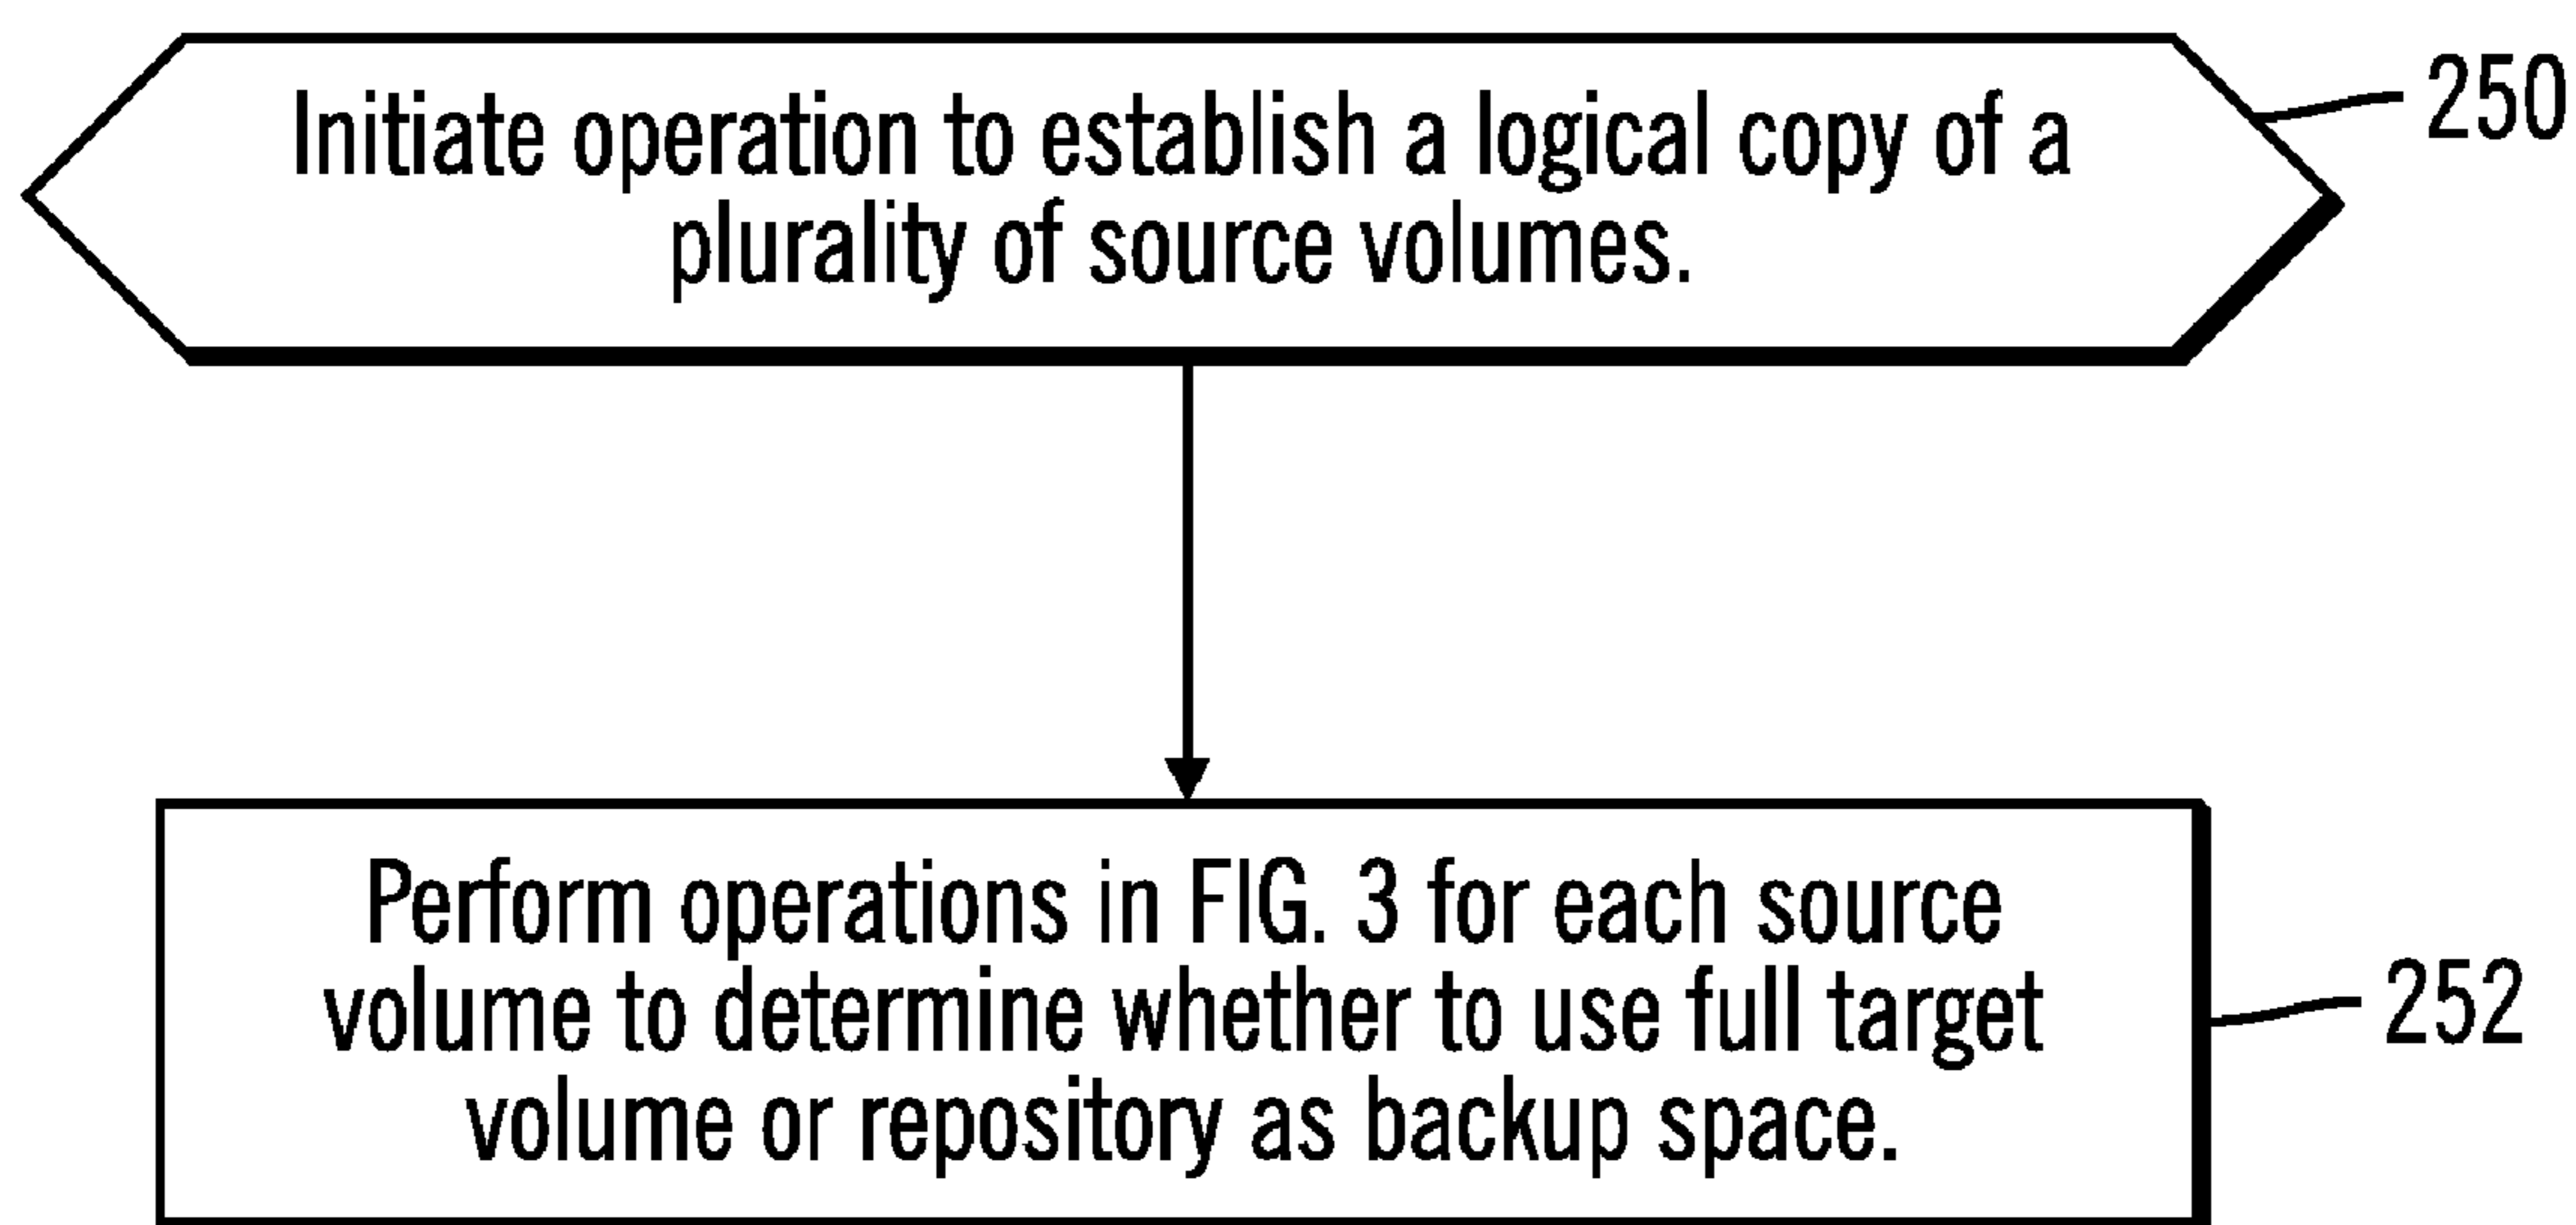 Initiate operation to establish a logical copy of a
plurality of source volumes.
250
Perform operations in FIG. 3 for each source
volume to determine whether to use full target
volume or repository as backup space.
252